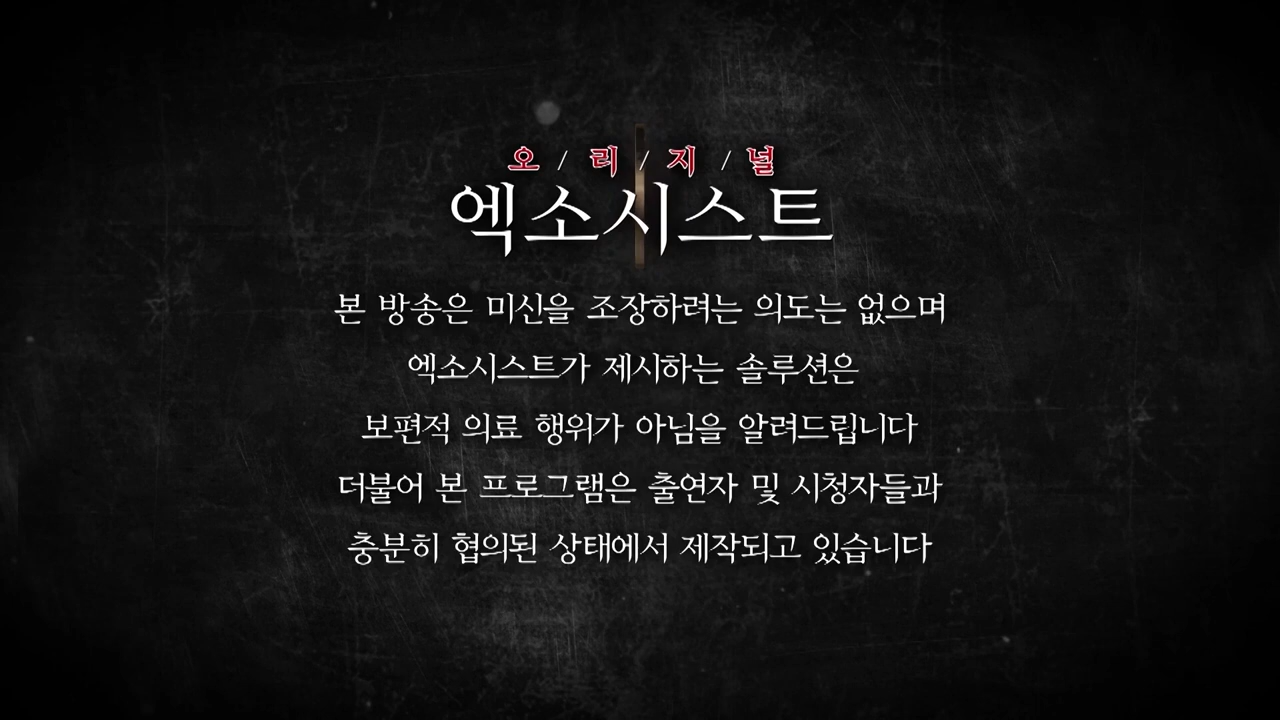 오/리/지/널
엑소시스트
본 방송은 미신을 조장하려는 의도는 없으며
엑소시스트가 제시하는 솔루션은
보편적 의료 행위가 아님을 알려드립니다
더불어 본 프로그램은 출연자 및 시청자들과
충분히 협의된 상태에서 제작되고 있습니다